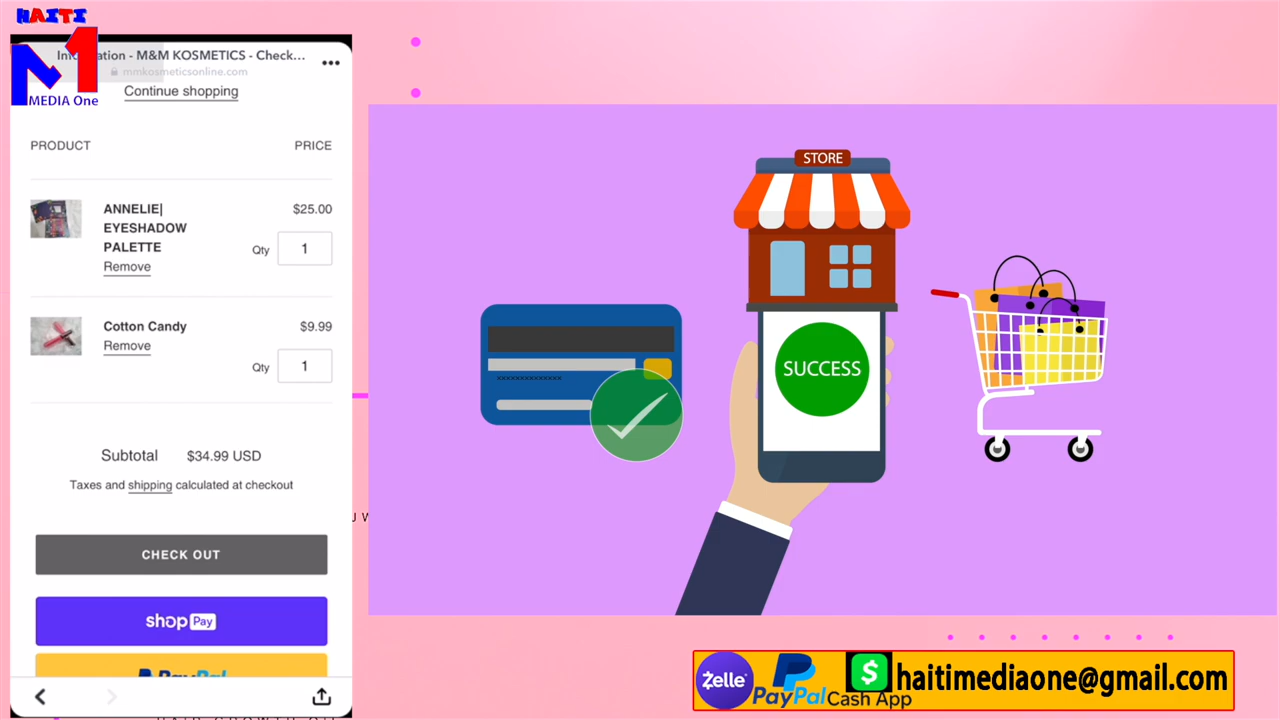 HAITI
M1
MEDIA One
- M&M KOSMETICS - Check...
mmkosmeticsonline.com
Continue shopping
PRODUCT PRICE
ANNELIE| $25.00
EYESHADOW
PALETTE
Qty 1
Remove
Cotton Candy $9.99
Remove
Qty 1
Subtotal $34.99 USD
Taxes and shipping calculated at checkout
CHECK OUT
shop Pay
PayPal
STORE
xxxxxxxxxxxxxxxx
SUCCESS
Zelle
PayPal
$
Cash App
haitimediaone@gmail.com